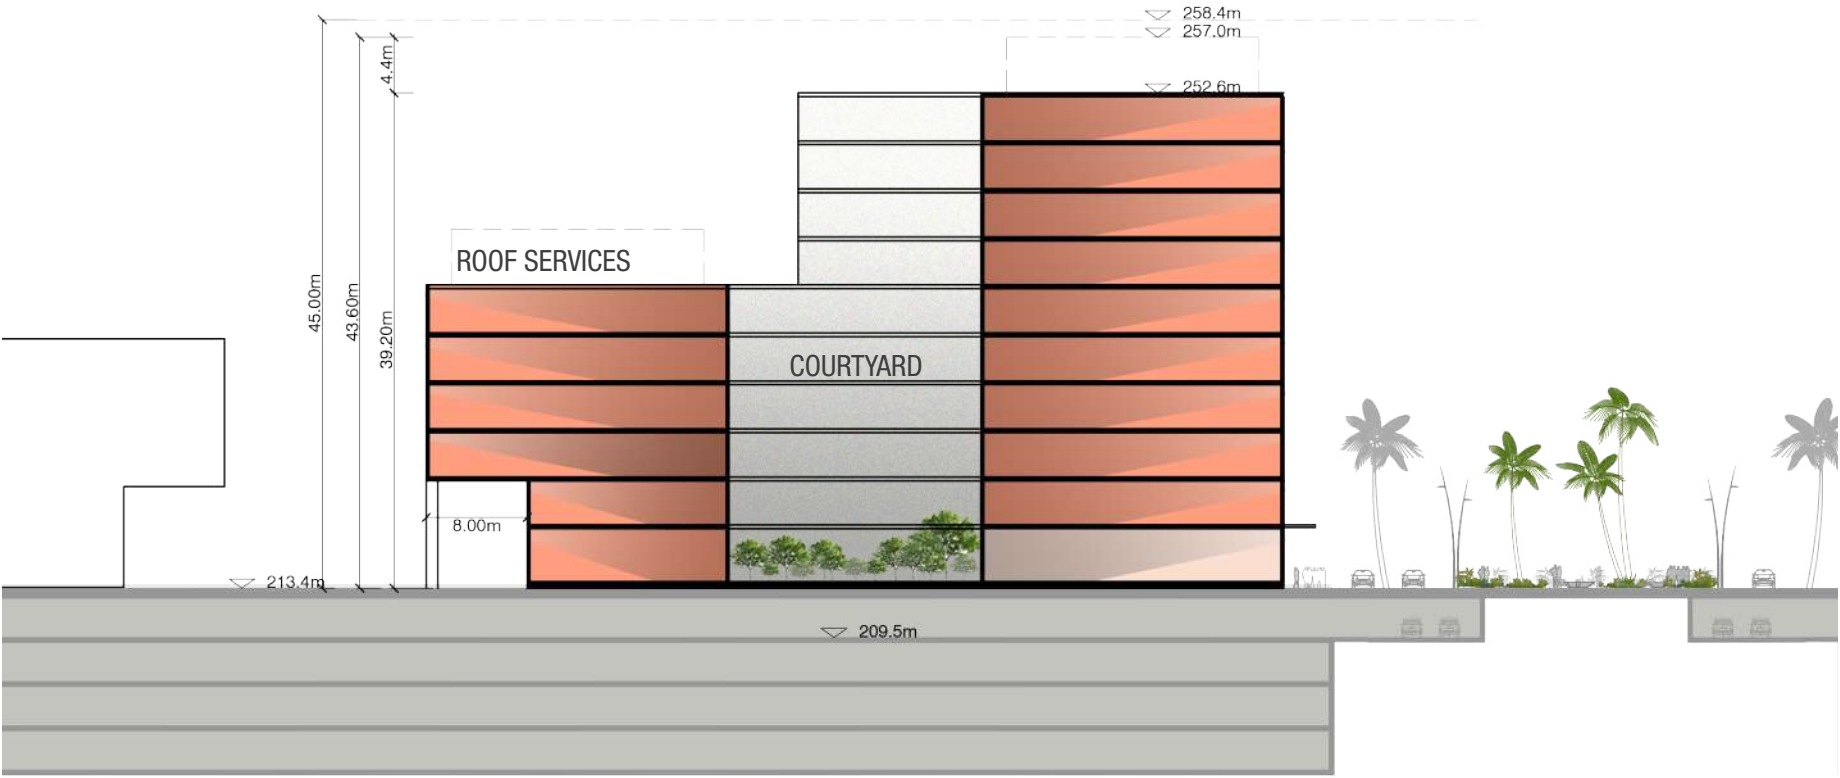 258.4m
257.0m
4.4m
252.6m
ROOF SERVICES
45.00m
43.60m
39.20m
COURTYARD
8.00m
213.4m
209.5m